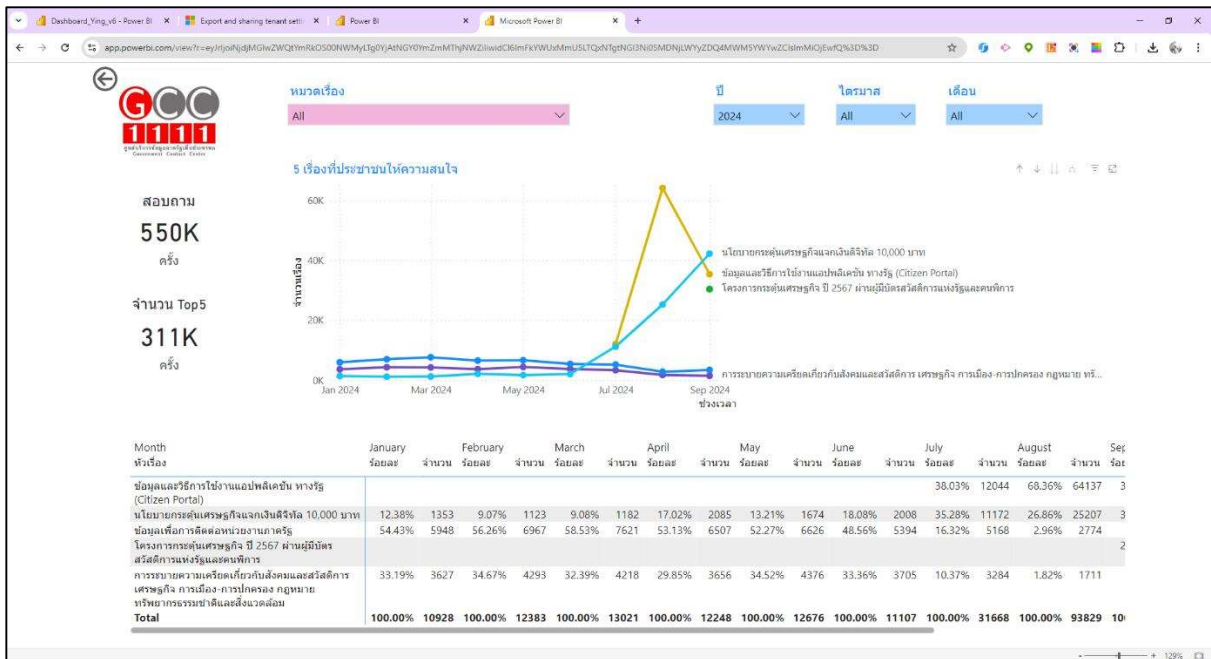 Dashboard_Ying_v6 - Power BI
Export and sharing tenant setti
Power BI
Microsoft Power BI
หมวดเรื่อง
ปี
ไตรมาส
เดือน
All
2024
All
All
GCC
1111
ศูนย์บริการข้อมูลภาครัฐเพื่อประชาชน
Government Contact Center
5 เรื่องที่ประชาชนให้ความสนใจ
สอบถาม
550K
ครั้ง
จำนวน Top5
311K
ครั้ง
จำนวนเรื่อง
60K
40K
20K
0K
Jan 2024
Mar 2024
May 2024
Jul 2024
Sep 2024
ช่วงเวลา
นโยบายกระตุ้นเศรษฐกิจแจกเงินดิจิทัล 10,000 บาท
ข้อมูลและวิธีการใช้งานแอปพลิเคชัน ทางรัฐ (Citizen Portal)
โครงการกระตุ้นเศรษฐกิจ ปี 2567 ผ่านผู้มีบัตรสวัสดิการแห่งรัฐและคนพิการ
การระบายความเครียดเกี่ยวกับสังคมและสวัสดิการ เศรษฐกิจ การเมือง-การปกครอง กฎหมาย ทรั...
Month January February March April May June July August Sep
หัวเรื่อง ร้อยละ จำนวน ร้อยละ จำนวน ร้อยละ จำนวน ร้อยละ จำนวน ร้อยละ จำนวน ร้อยละ จำนวน ร้อยละ จำนวน ร้อยละ จำนวน ร้อย
ข้อมูลและวิธีการใช้งานแอปพลิเคชัน ทางรัฐ 38.03% 12044 68.36% 64137 3
(Citizen Portal)
นโยบายกระตุ้นเศรษฐกิจแจกเงินดิจิทัล 10,000 บาท 12.38% 1353 9.07% 1123 9.08% 1182 17.02% 2085 13.21% 1674 18.08% 2008 35.28% 11172 26.86% 25207 3
ข้อมูลเพื่อการติดต่อหน่วยงานภาครัฐ 54.43% 5948 56.26% 6967 58.53% 7621 53.13% 6507 52.27% 6626 48.56% 5394 16.32% 5168 2.96% 2774
โครงการกระตุ้นเศรษฐกิจ ปี 2567 ผ่านผู้มีบัตร 2
สวัสดิการแห่งรัฐและคนพิการ
การระบายความเครียดเกี่ยวกับสังคมและสวัสดิการ 33.19% 3627 34.67% 4293 32.39% 4218 29.85% 3656 34.52% 4376 33.36% 3705 10.37% 3284 1.82% 1711
เศรษฐกิจ การเมือง-การปกครอง กฎหมาย
ทรัพยากรธรรมชาติและสิ่งแวดล้อม
Total 100.00% 10928 100.00% 12383 100.00% 13021 100.00% 12248 100.00% 12676 100.00% 11107 100.00% 31668 100.00% 93829 10
129%